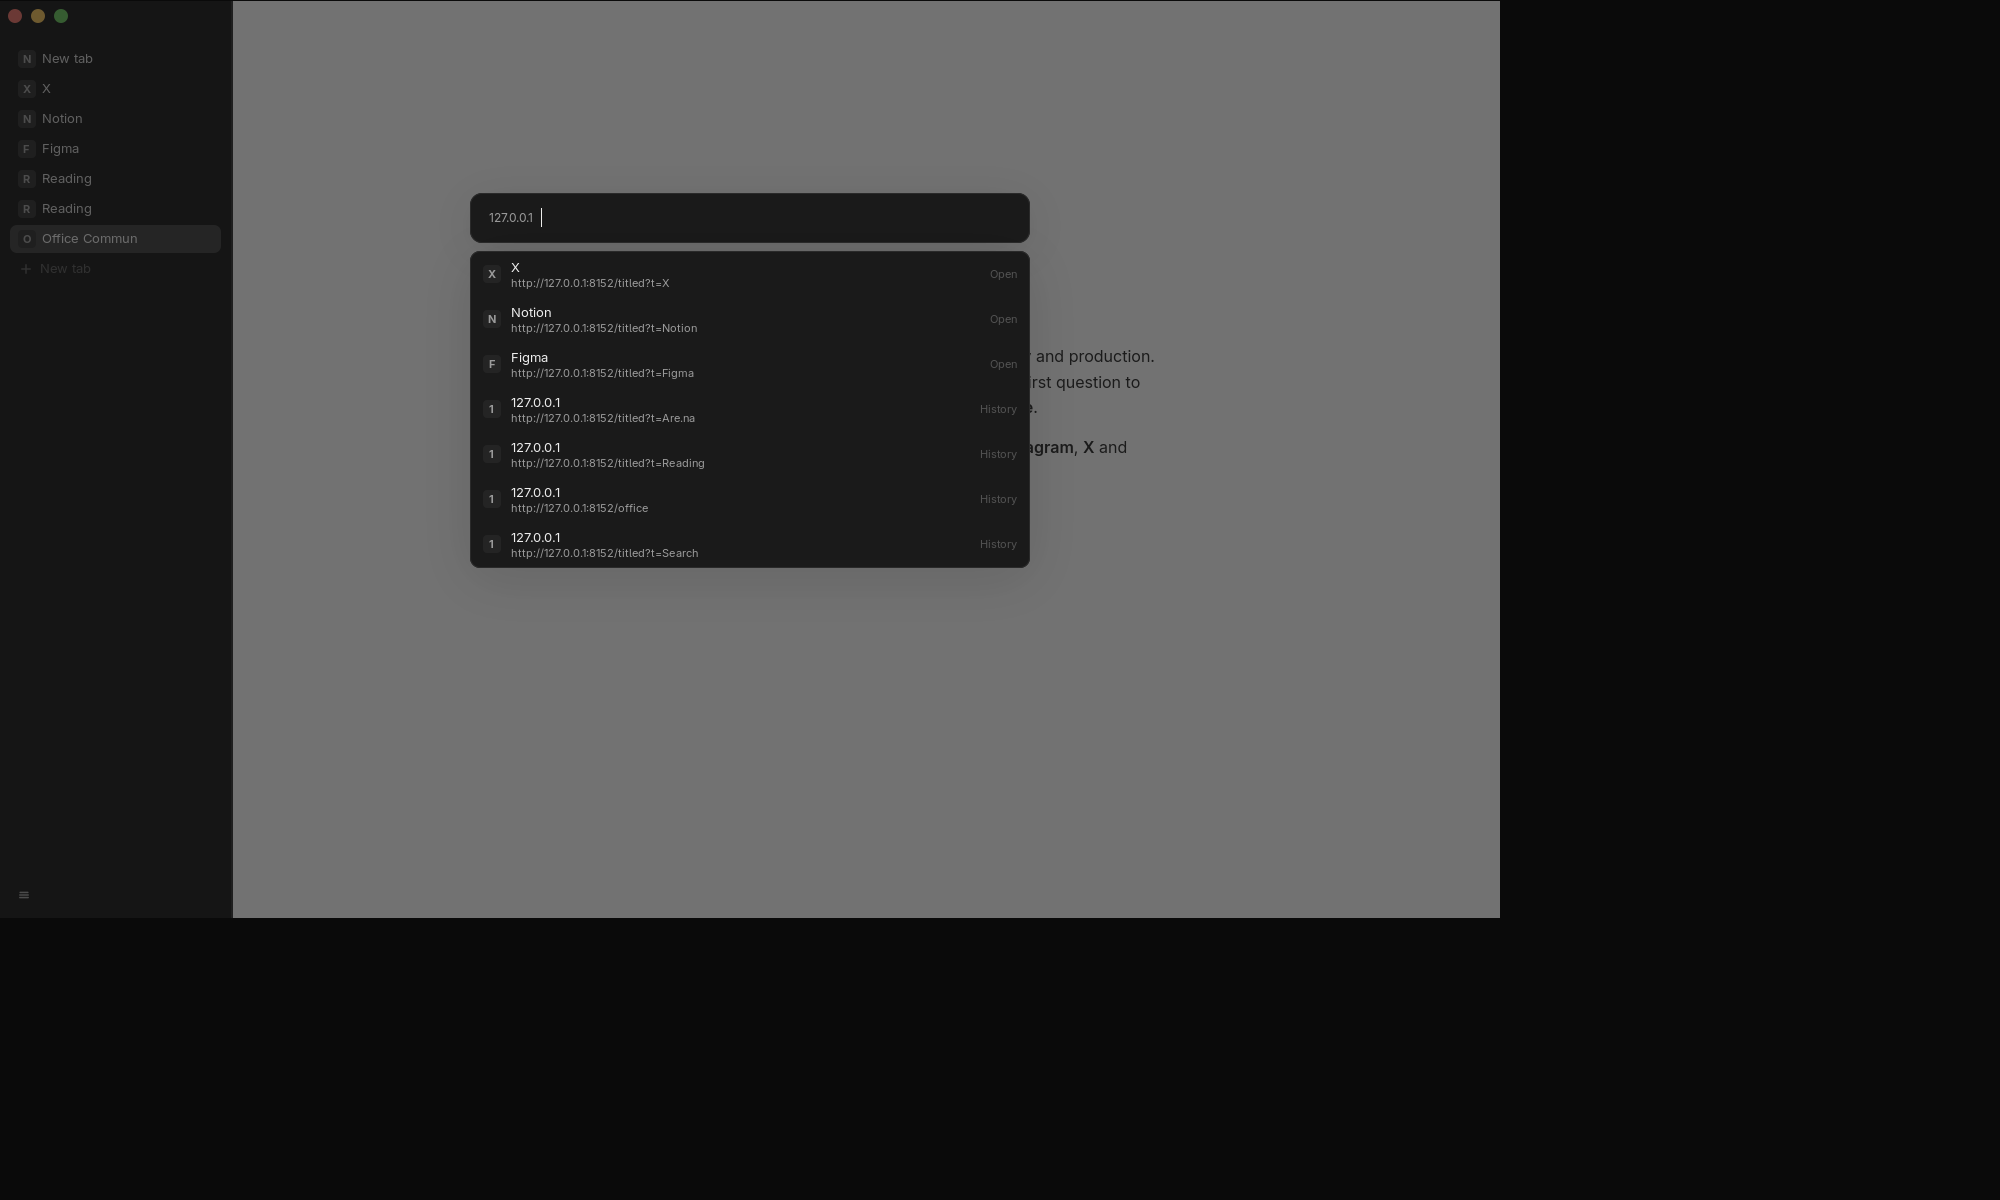 N New tab
X X
N Notion
F Figma
R Reading
R Reading
O Office Commun
+ New tab
127.0.0.1
X X
http://127.0.0.1:8152/titled?t=X
Open
N Notion
http://127.0.0.1:8152/titled?t=Notion
Open
F Figma
http://127.0.0.1:8152/titled?t=Figma
Open
1 127.0.0.1
http://127.0.0.1:8152/titled?t=Are.na
History
1 127.0.0.1
http://127.0.0.1:8152/titled?t=Reading
History
1 127.0.0.1
http://127.0.0.1:8152/office
History
1 127.0.0.1
http://127.0.0.1:8152/titled?t=Search
History
and production.
question to
X and